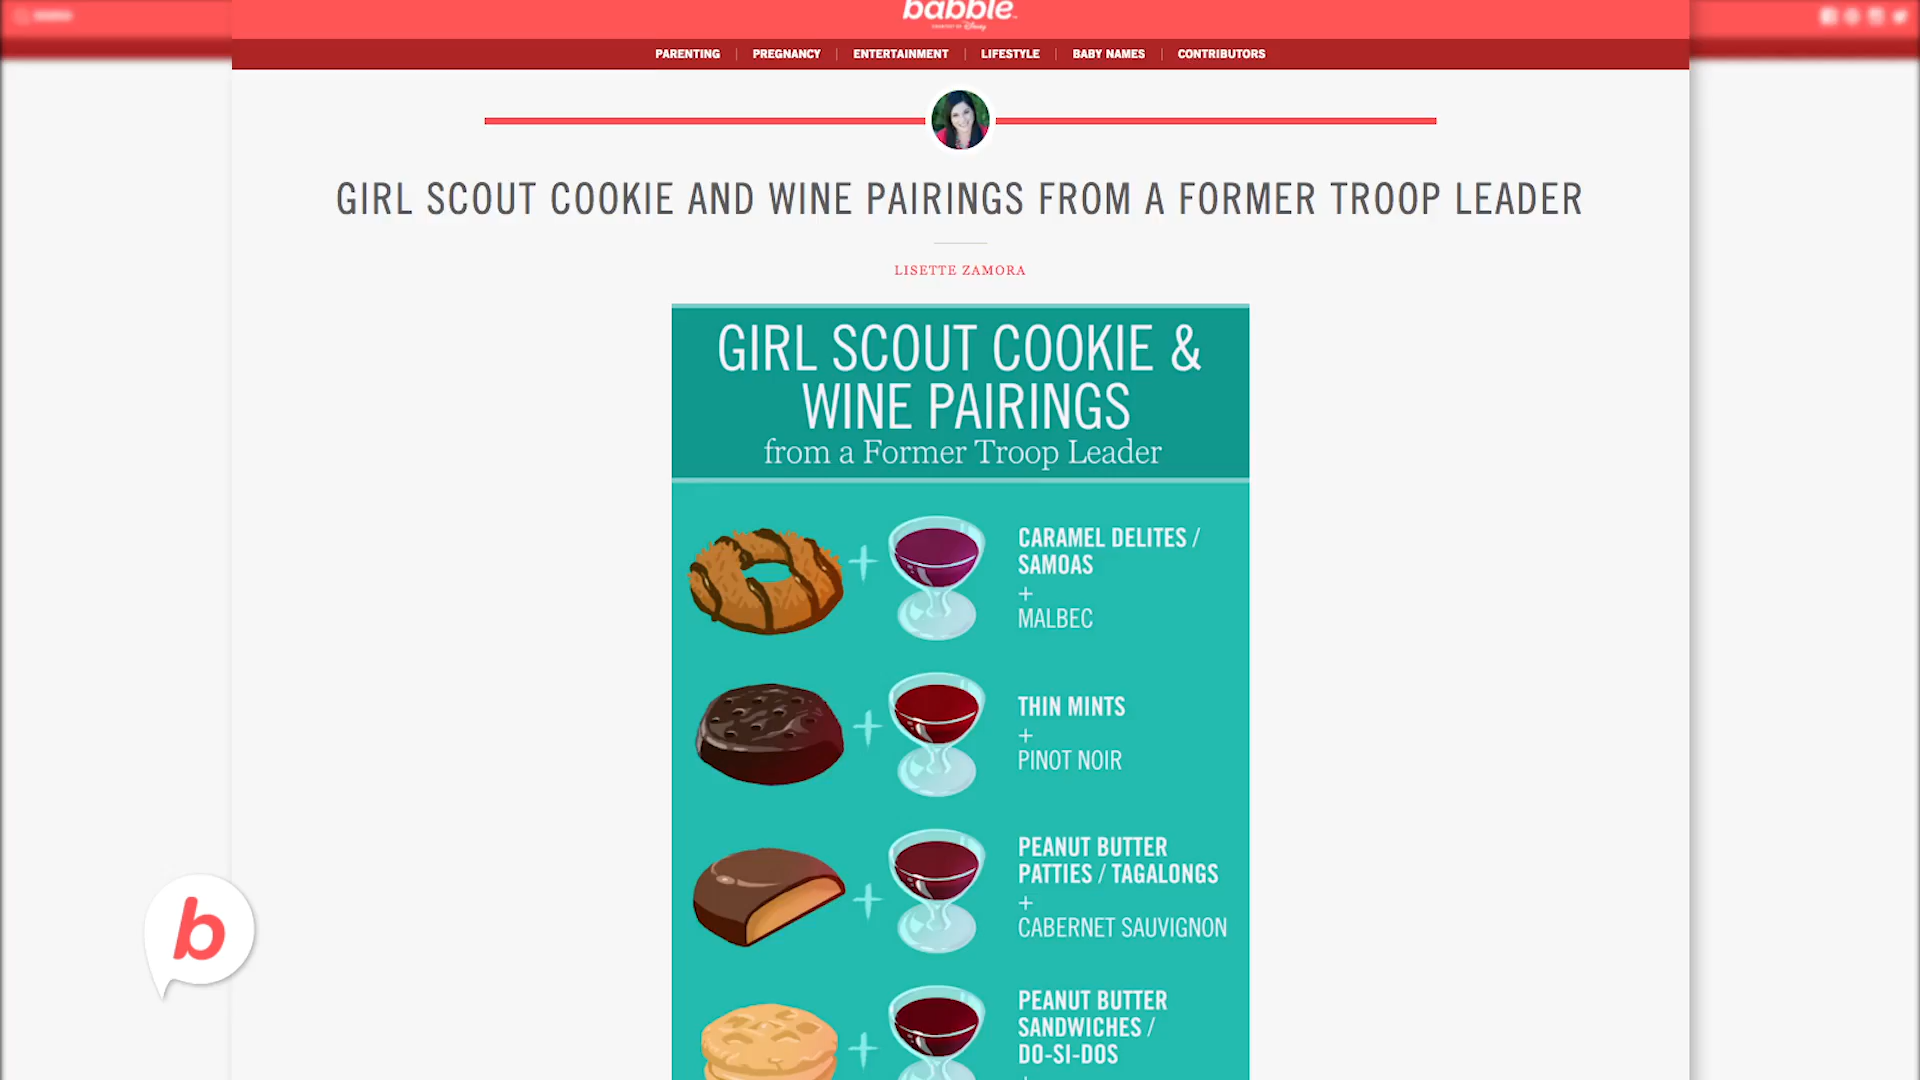 babble
PARENTING
PREGNANCY
ENTERTAINMENT
LIFESTYLE
BABY NAMES
CONTRIBUTORS
GIRL SCOUT COOKIE AND WINE PAIRINGS FROM A FORMER TROOP LEADER
LISETTE ZAMORA
GIRL SCOUT COOKIE &
WINE PAIRINGS
from a Former Troop Leader
+
CARAMEL DELITES /
SAMOAS
+
MALBEC
+
THIN MINTS
+
PINOT NOIR
+
PEANUT BUTTER
PATTIES / TAGALONGS
+
CABERNET SAUVIGNON
+
PEANUT BUTTER
SANDWICHES /
DO-SI-DOS
b